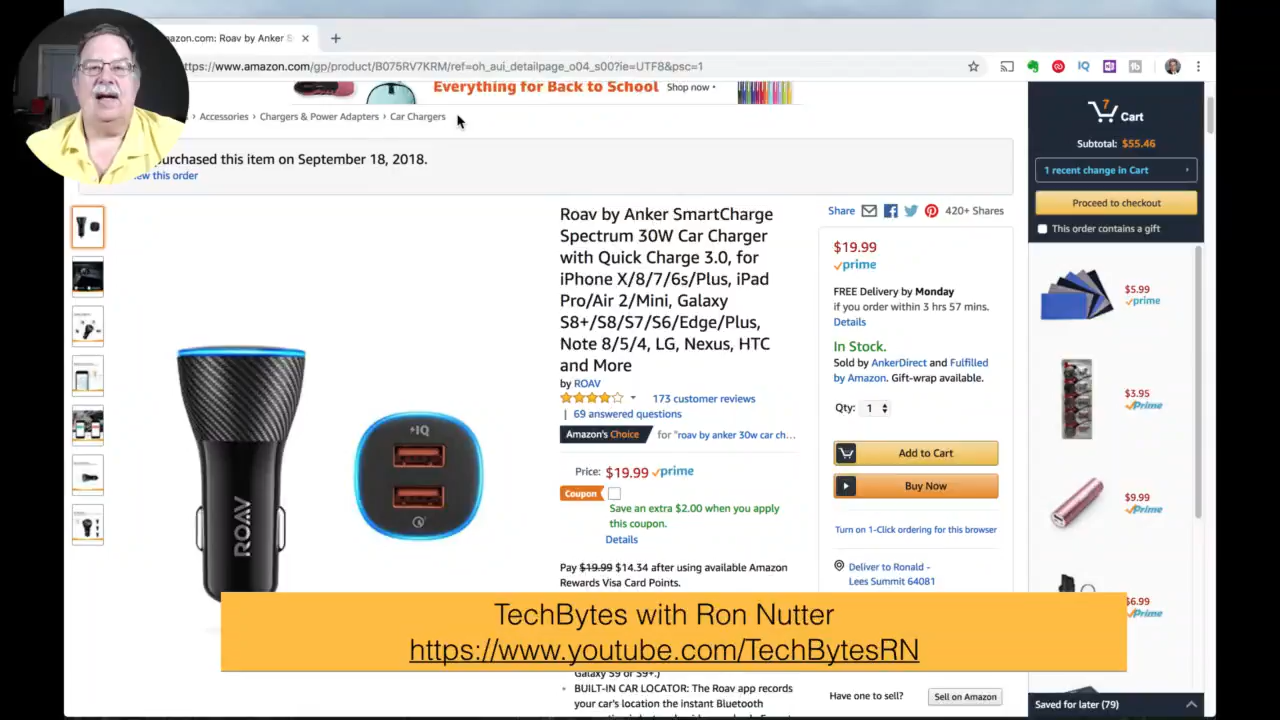 azon.com: Roav by Anker S
https://www.amazon.com/gp/product/B075RV7KRM/ref=oh_aui_detailpage_o04_s00?ie=UTF8&psc=1
Everything for Back to School Shop now
› Accessories › Chargers & Power Adapters › Car Chargers
purchased this item on September 18, 2018.
this order
Roav by Anker SmartCharge
Spectrum 30W Car Charger
with Quick Charge 3.0, for
iPhone X/8/7/6s/Plus, iPad
Pro/Air 2/Mini, Galaxy
S8+/S8/S7/S6/Edge/Plus,
Note 8/5/4, LG, Nexus, HTC
and More
by ROAV
173 customer reviews
| 69 answered questions
Amazon's Choice for "roav by anker 30w car ch...
Price: $19.99 prime
Coupon
Save an extra $2.00 when you apply
this coupon.
Details
Pay $19.99 $14.34 after using available Amazon
Rewards Visa Card Points.
IQ
ROAV
Share 420+ Shares
$19.99
prime
FREE Delivery by Monday
if you order within 3 hrs 57 mins.
Details
In Stock.
Sold by AnkerDirect and Fulfilled
by Amazon. Gift-wrap available.
Qty: 1
Add to Cart
Buy Now
Turn on 1-Click ordering for this browser
Deliver to Ronald -
Lees Summit 64081
7
Cart
Subtotal: $55.46
1 recent change in Cart
Proceed to checkout
This order contains a gift
$5.99
prime
$3.95
prime
$9.99
prime
$6.99
prime
TechBytes with Ron Nutter
https://www.youtube.com/TechBytesRN
Galaxy S9 or S9+.)
• BUILT-IN CAR LOCATOR: The Roav app records
your car's location the instant Bluetooth
Have one to sell? Sell on Amazon
Saved for later (79)